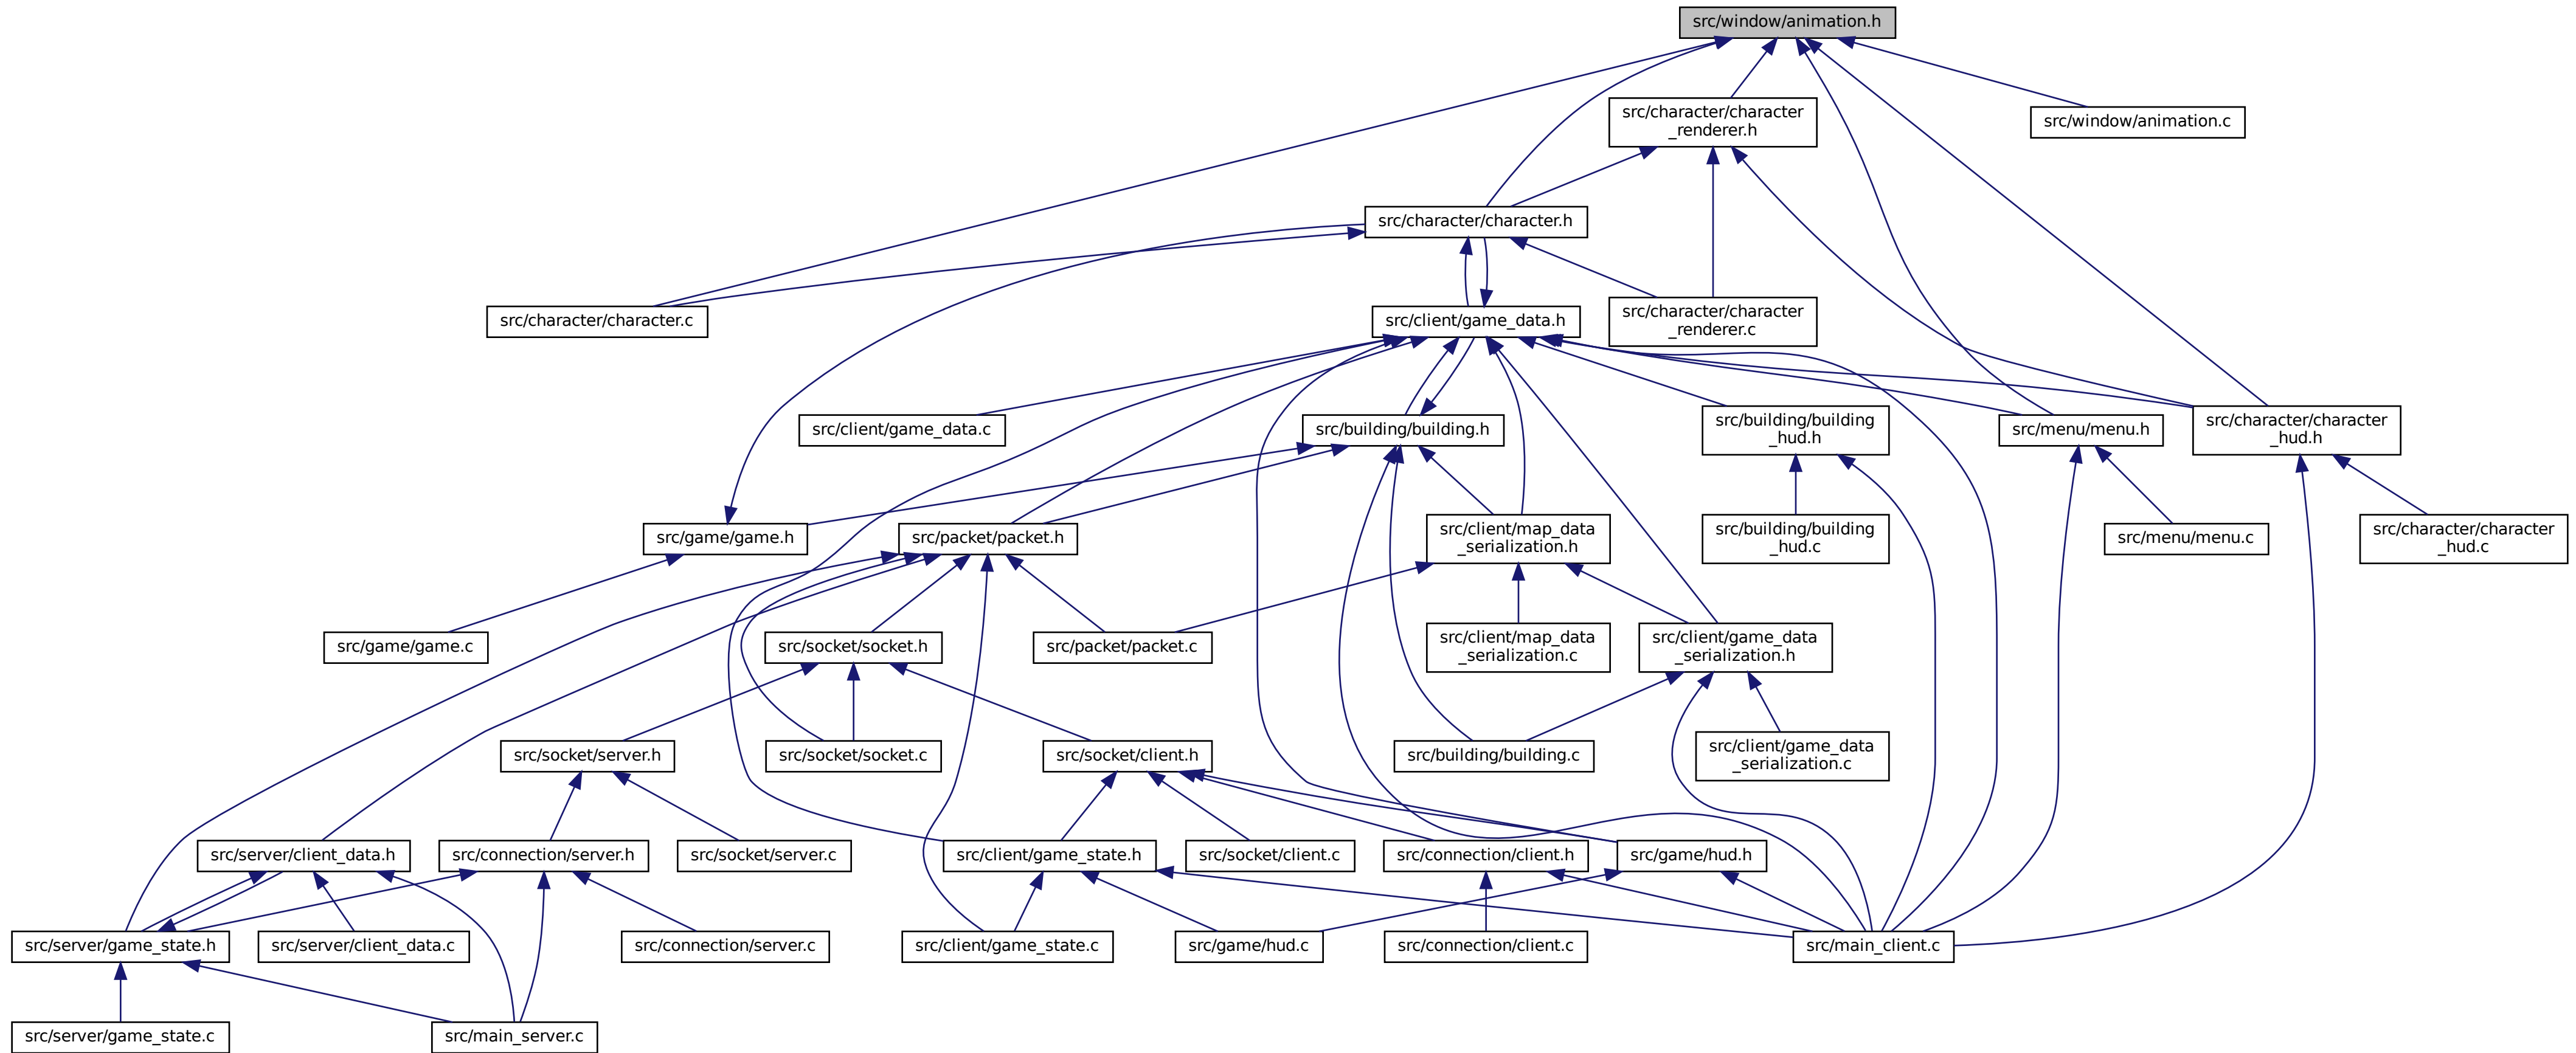 src/window/animation.h
src/character/character
_renderer.h
src/window/animation.c
src/character/character.h
src/character/character.c
src/client/game_data.h
src/character/character
_renderer.c
src/client/game_data.c
src/building/building.h
src/building/building
_hud.h
src/menu/menu.h
src/character/character
_hud.h
src/game/game.h
src/packet/packet.h
src/client/map_data
_serialization.h
src/building/building
_hud.c
src/menu/menu.c
src/character/character
_hud.c
src/game/game.c
src/socket/socket.h
src/packet/packet.c
src/client/map_data
_serialization.c
src/client/game_data
_serialization.h
src/socket/server.h
src/socket/socket.c
src/socket/client.h
src/building/building.c
src/client/game_data
_serialization.c
src/server/client_data.h
src/connection/server.h
src/socket/server.c
src/client/game_state.h
src/socket/client.c
src/connection/client.h
src/game/hud.h
src/server/game_state.h
src/server/client_data.c
src/connection/server.c
src/client/game_state.c
src/game/hud.c
src/connection/client.c
src/main_client.c
src/server/game_state.c
src/main_server.c